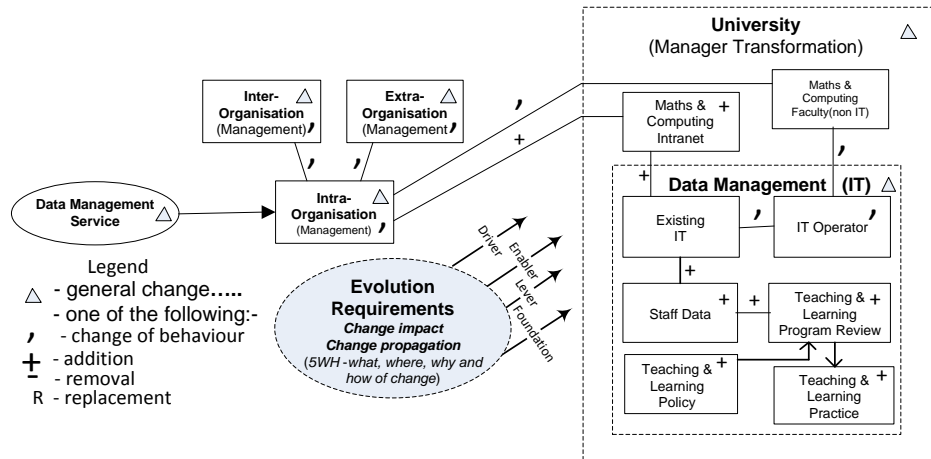 University
(Manager Transformation)
Inter-
Organisation
(Management) ,
Extra-
Organisation
(Management ,
,
+
Maths & +
Computing
Intranet
Maths &
Computing
Faculty(non IT)
, ,
+
,
Data Management (IT)
Data Management
Service
Intra-
Organisation
(Management) ,
Existing
IT
,
IT Operator ,
Driver
Enabler
Lever
Foundation
Legend
- general change.....
- one of the following:-
, - change of behaviour
+ - addition
- - removal
R - replacement
Evolution
Requirements
Change impact
Change propagation
(5WH -what, where, why and
how of change)
+
Staff Data +
+
Teaching & +
Learning
Program Review
Teaching & +
Learning
Policy
Teaching & +
Learning
Practice